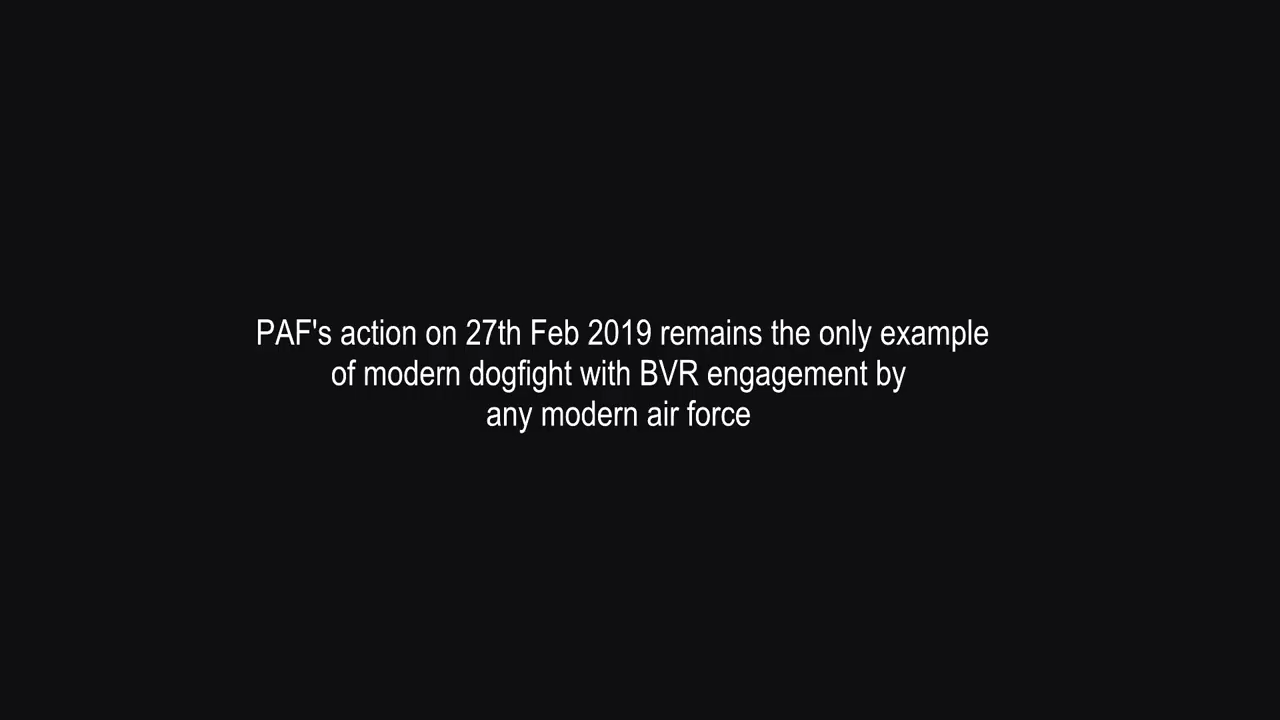 PAF's action on 27th Feb 2019 remains the only example
of modern dogfight with BVR engagement by
any modern air force